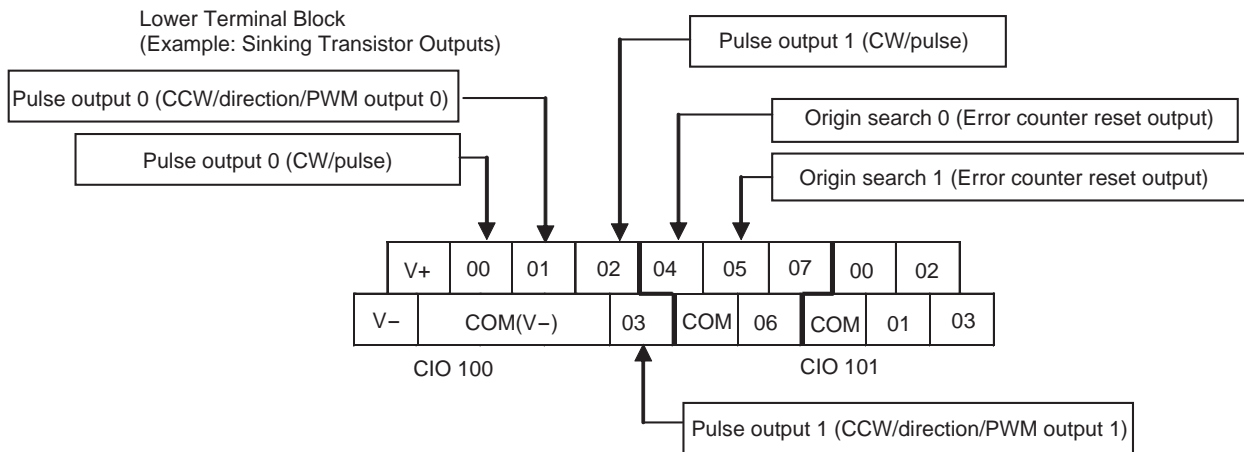 Lower Terminal Block
(Example: Sinking Transistor Outputs)
Pulse output 1 (CW/pulse)
Pulse output 0 (CCW/direction/PWM output 0)
Origin search 0 (Error counter reset output)
Pulse output 0 (CW/pulse)
Origin search 1 (Error counter reset output)
V+ 00 01 02 04 05 07 00 02
V− COM(V−) 03 COM 06 COM 01 03
CIO 100 CIO 101
Pulse output 1 (CCW/direction/PWM output 1)